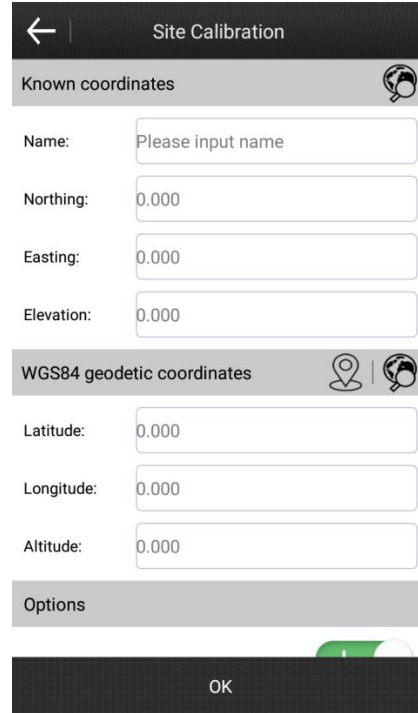 Site Calibration
Known coordinates
Name: Please input name
Northing: 0.000
Easting: 0.000
Elevation: 0.000
WGS84 geodetic coordinates
Latitude: 0.000
Longitude: 0.000
Altitude: 0.000
Options
OK